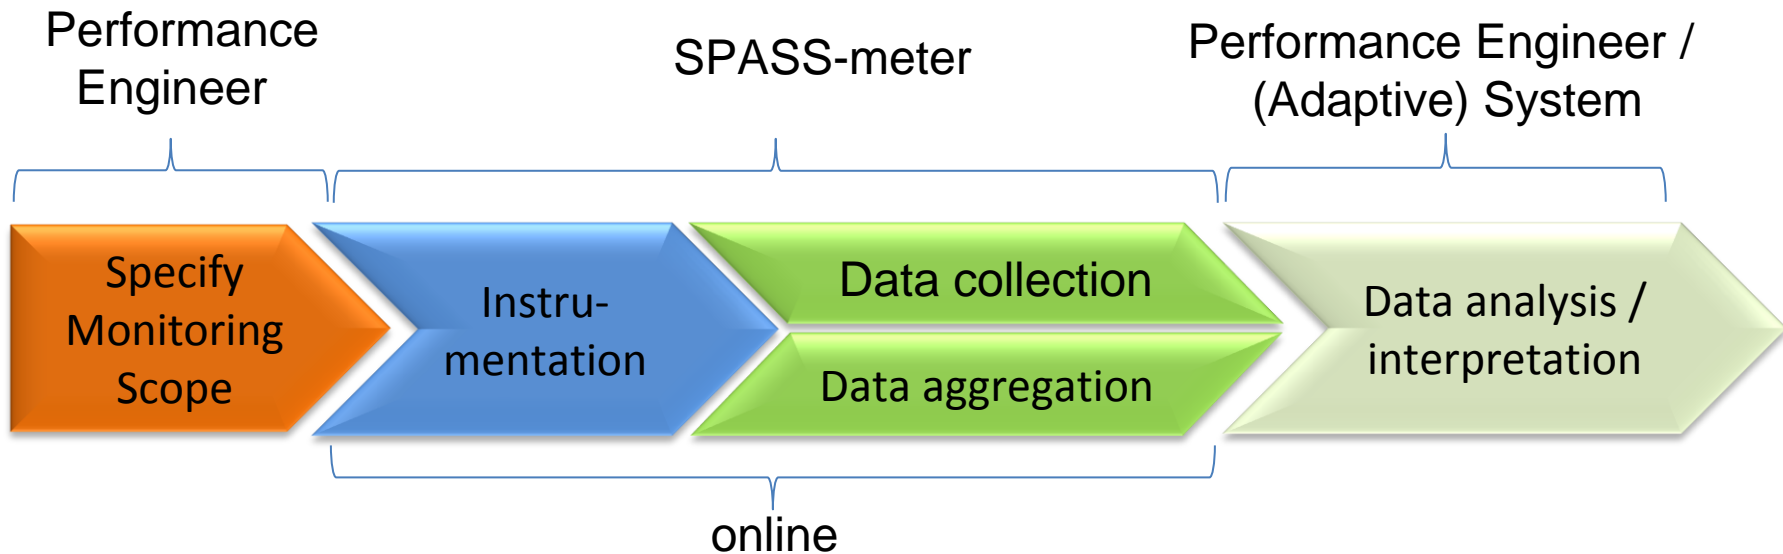 Performance
Engineer
SPASS-meter
Performance Engineer /
(Adaptive) System
Specify
Monitoring
Scope
Instru-
mentation
Data collection
Data aggregation
Data analysis /
interpretation
online